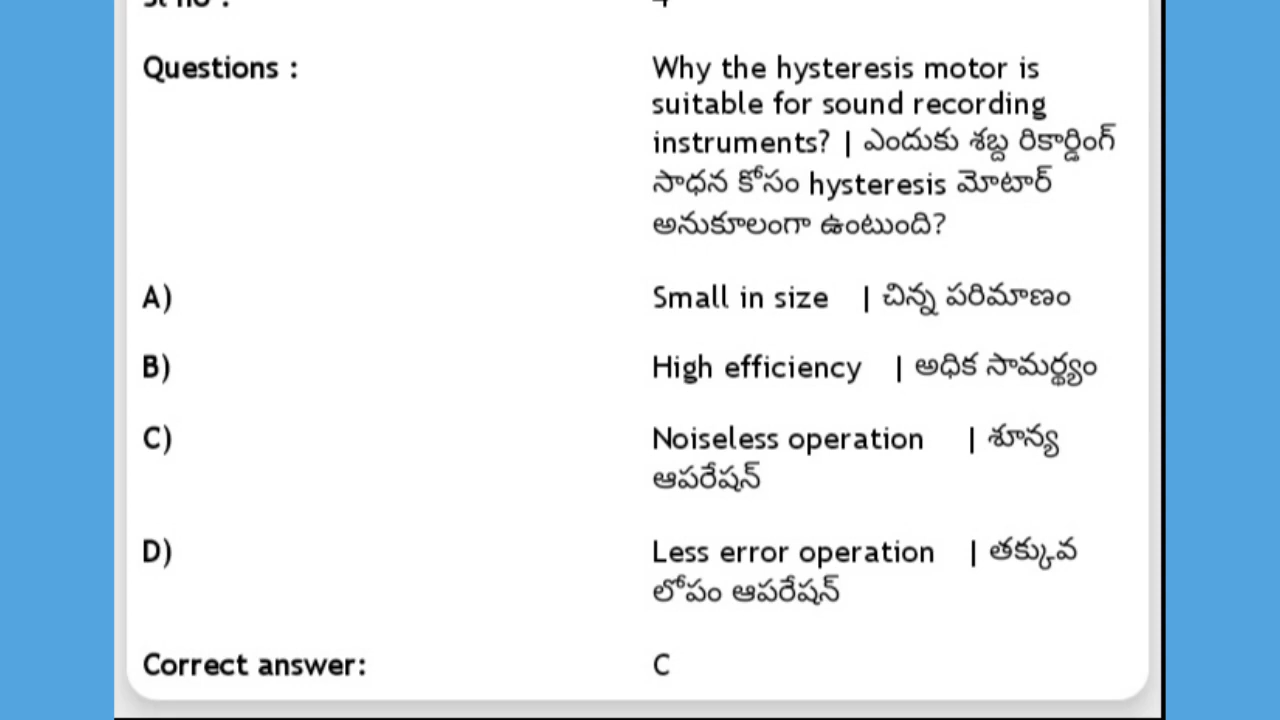 Questions : Why the hysteresis motor is
suitable for sound recording
instruments? | ఎందుకు శబ్ద రికార్డింగ్
సాధన కోసం hysteresis మోటార్
అనుకూలంగా ఉంటుంది?
A) Small in size | చిన్న పరిమాణం
B) High efficiency | అధిక సామర్థ్యం
C) Noiseless operation | శూన్య
ఆపరేషన్
D) Less error operation | తక్కువ
లోపం ఆపరేషన్
Correct answer: C